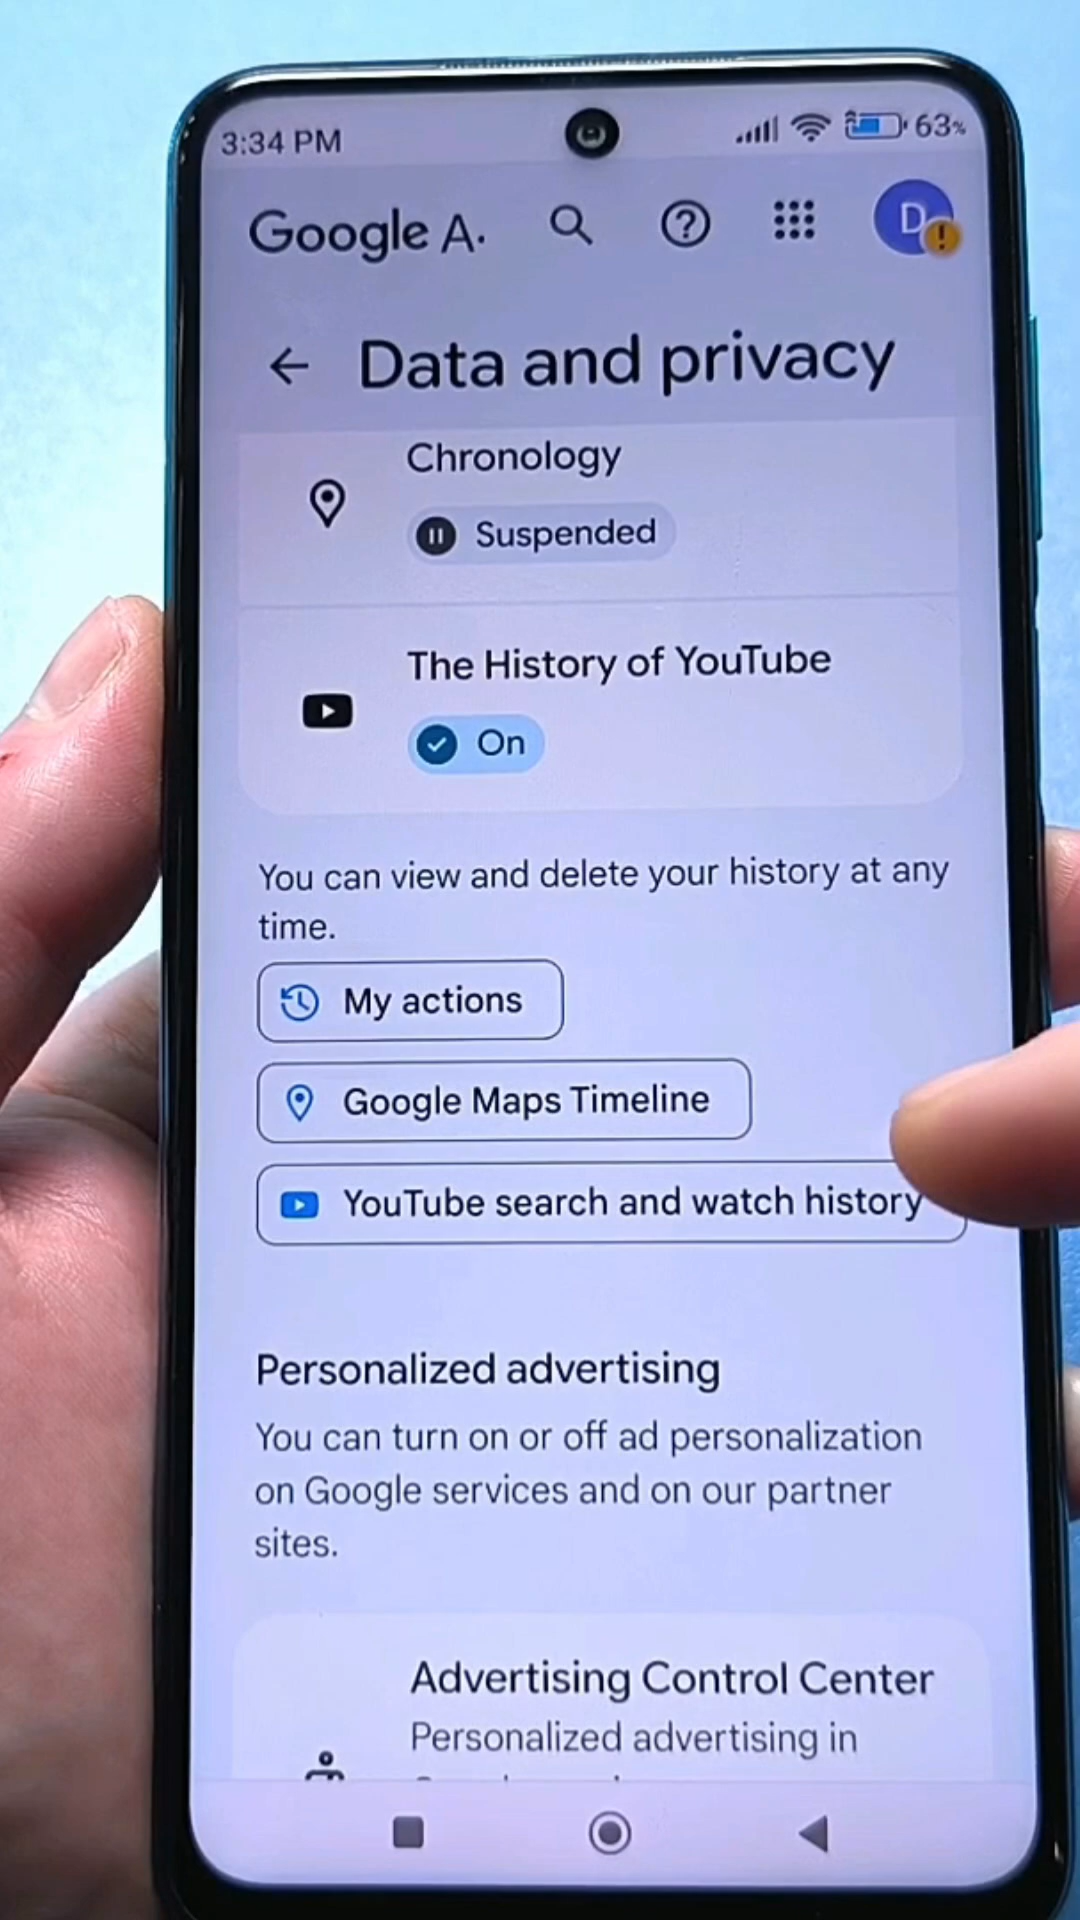 3:34 PM
63%
Google A.
D
Data and privacy
Chronology
Suspended
The History of YouTube
On
You can view and delete your history at any
time.
My actions
Google Maps Timeline
YouTube search and watch history
Personalized advertising
You can turn on or off ad personalization
on Google services and on our partner
sites.
Advertising Control Center
Personalized advertising in